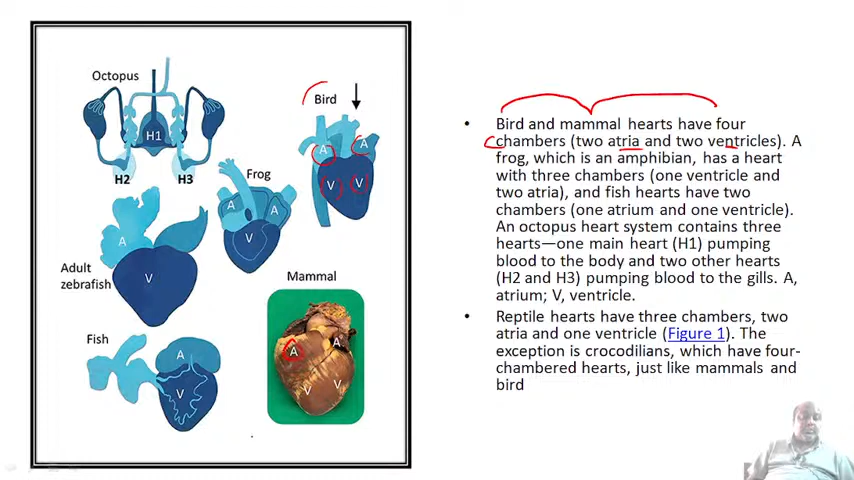 Octopus
H1
H2
H3
Bird
A
A
V
V
Frog
A
A
V
Adult
zebrafish
A
V
Fish
A
V
Mammal
A
A
V
V
• Bird and mammal hearts have four
chambers (two atria and two ventricles). A
frog, which is an amphibian, has a heart
with three chambers (one ventricle and
two atria), and fish hearts have two
chambers (one atrium and one ventricle).
An octopus heart system contains three
hearts—one main heart (H1) pumping
blood to the body and two other hearts
(H2 and H3) pumping blood to the gills. A,
atrium; V, ventricle.
• Reptile hearts have three chambers, two
atria and one ventricle (Figure 1). The
exception is crocodilians, which have four-
chambered hearts, just like mammals and
bird